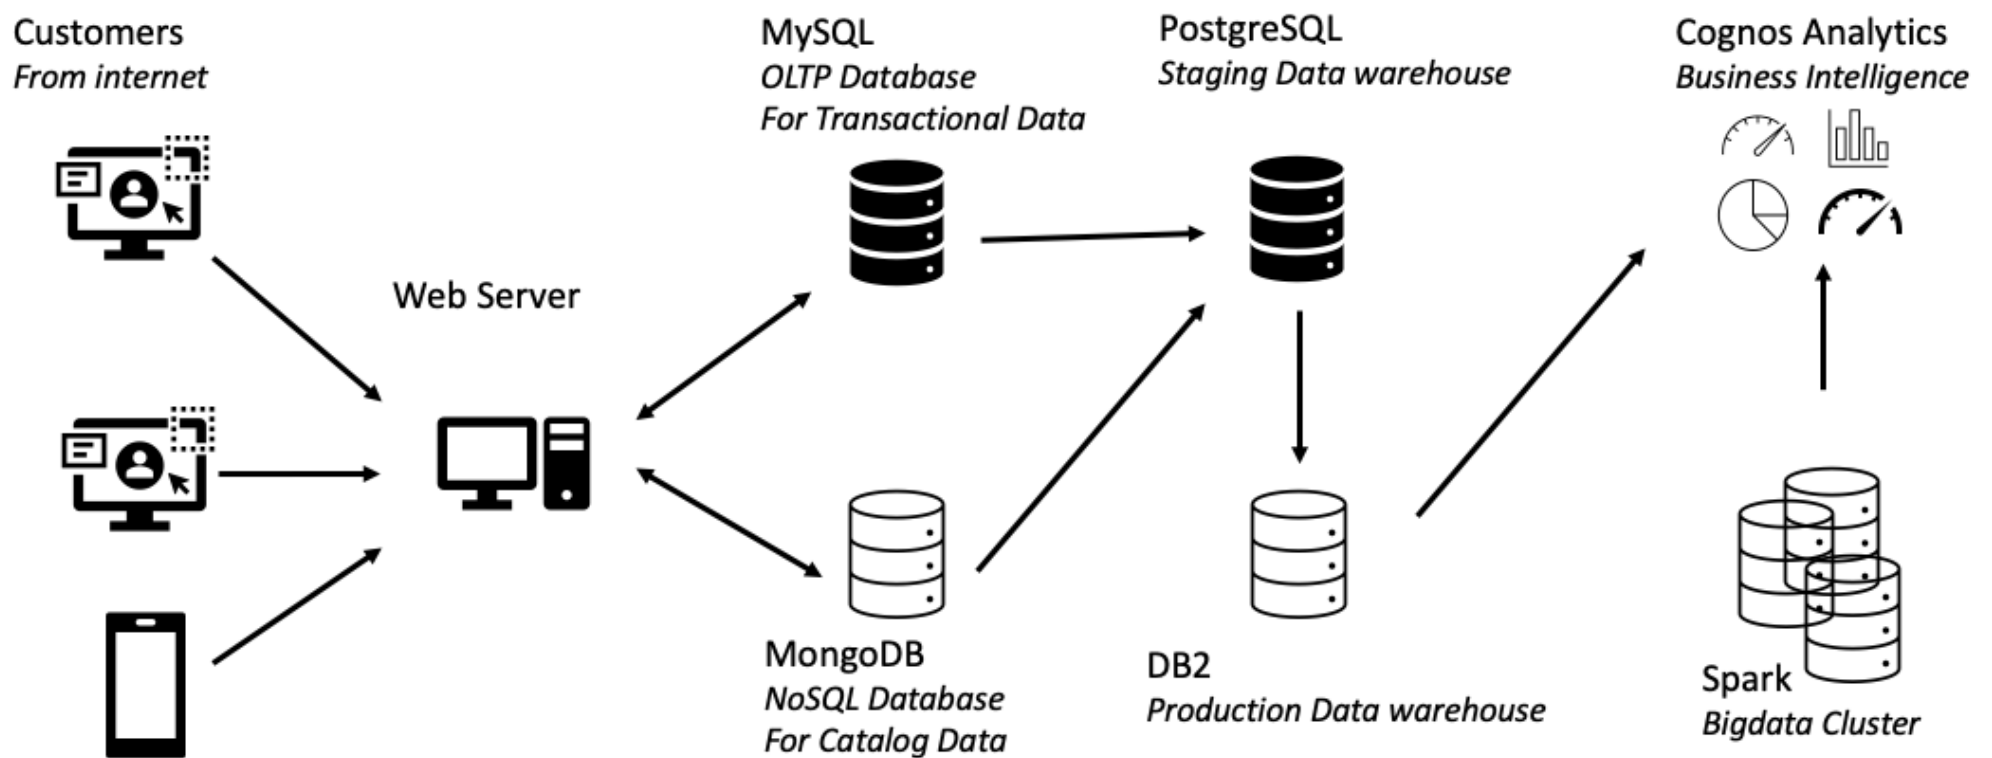 Customers
From internet
Web Server
MySQL
OLTP Database
For Transactional Data
MongoDB
NoSQL Database
For Catalog Data
PostgreSQL
Staging Data warehouse
DB2
Production Data warehouse
Cognos Analytics
Business Intelligence
Spark
Bigdata Cluster